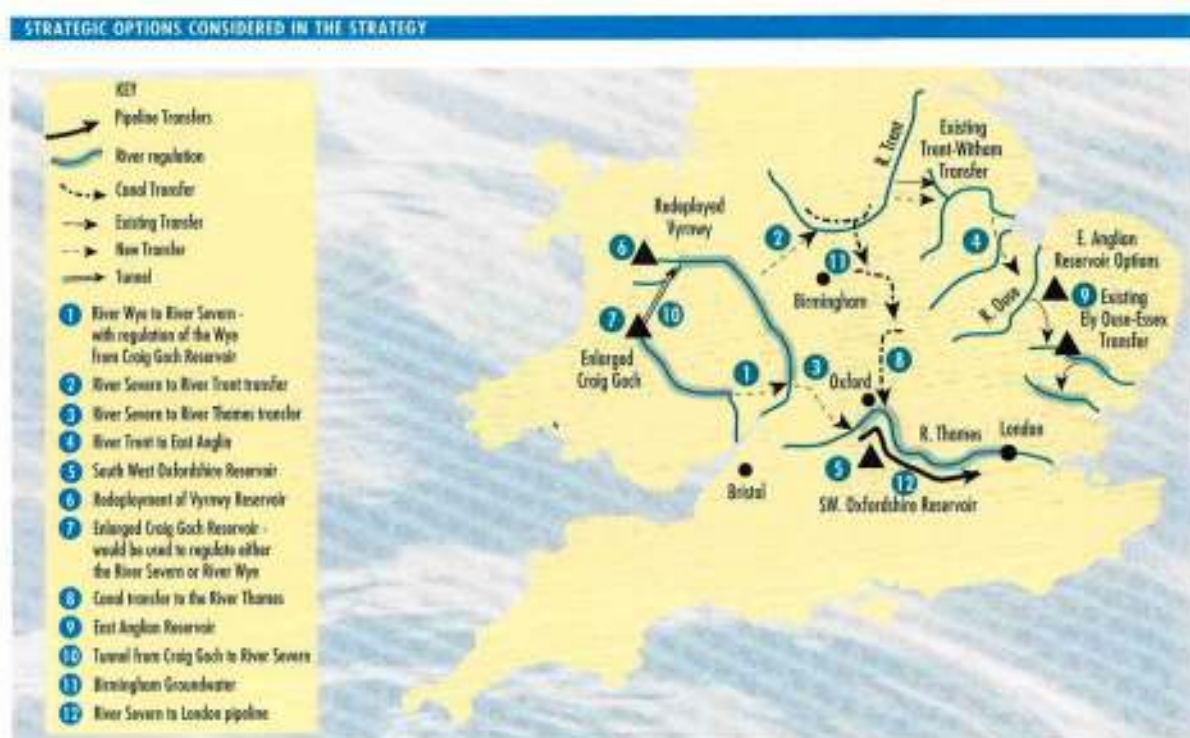 STRATEGIC OPTIONS CONSIDERED IN THE STRATEGY
KEY
Pipeline Transfers
River regulation
Canal Transfer
Existing Transfer
New Transfer
Tunnel
1 River Wye to River Severn -
with regulation of the Wye
from Craig Goch Reservoir
2 River Severn to River Trent transfer
3 River Severn to River Thames transfer
4 River Trent to East Anglia
5 South West Oxfordshire Reservoir
6 Redeployment of Vyrnwy Reservoir
7 Enlarged Craig Goch Reservoir -
would be used to regulate either
the River Severn or River Wye
8 Canal transfer to the River Thames
9 East Anglian Reservoir
10 Tunnel from Craig Goch to River Severn
11 Birmingham Groundwater
12 River Severn to London pipeline
R. Trent
Existing
Trent-Witham
Transfer
Redeployed
Vyrnwy
6
2
4
11
Birmingham
E. Anglian
Reservoir Options
R. Ouse
9 Existing
Ely Ouse-Essex
Transfer
7
10
Enlarged
Craig Goch
1
3
8
Oxford
R. Thames
London
Bristol
5
12
SW. Oxfordshire Reservoir